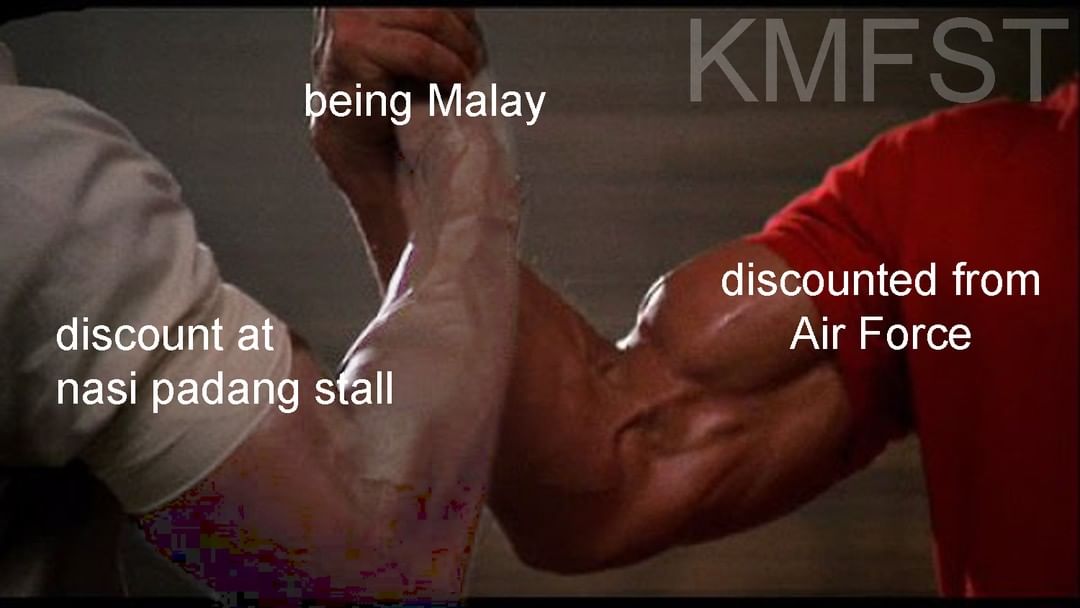 KMFST
being Malay
discounted from
Air Force
discount at
nasi padang stall